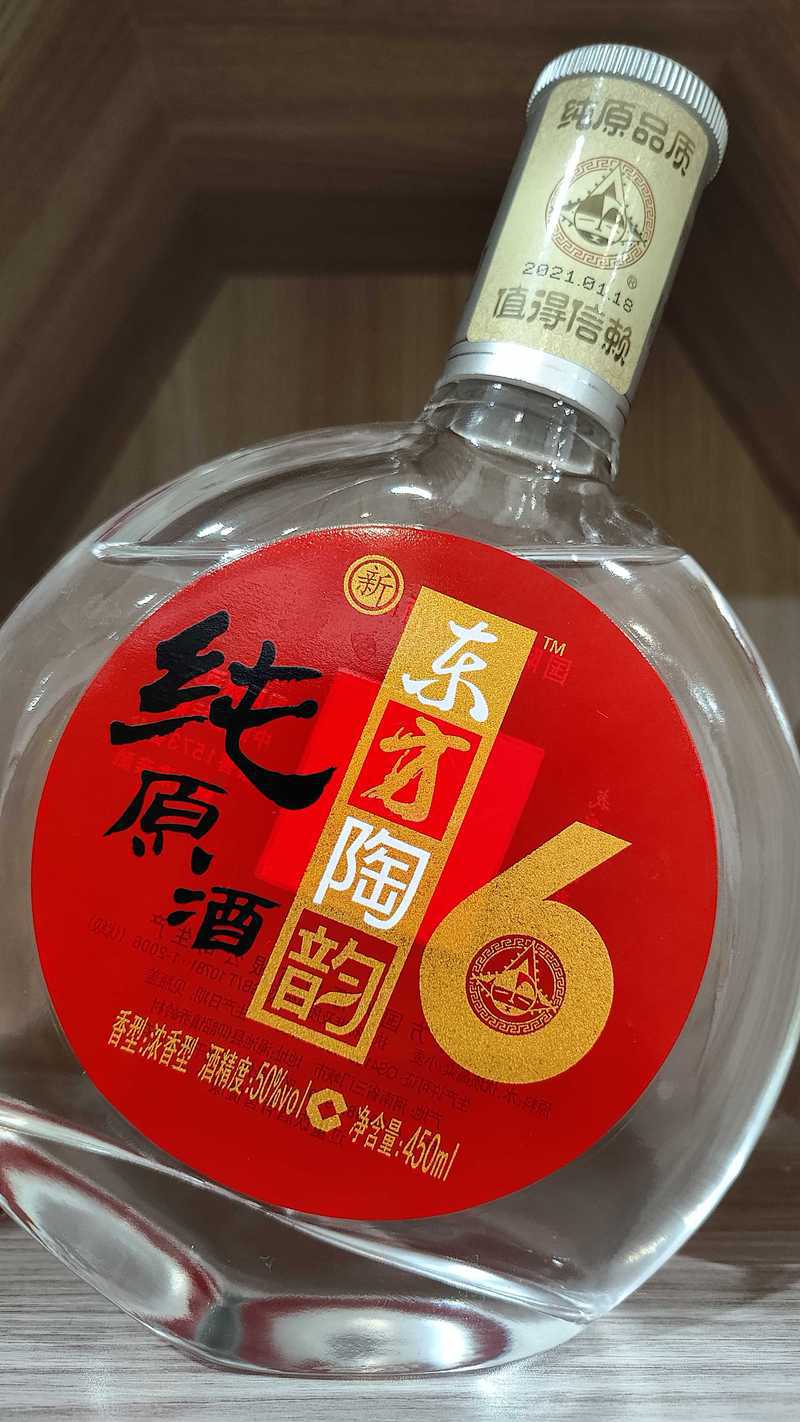 纯原品质
®
2021.01.18
值得信赖
新
东方陶韵
TM
纯原酒
6
香型:浓香型 酒精度:50%vol 净含量:450ml